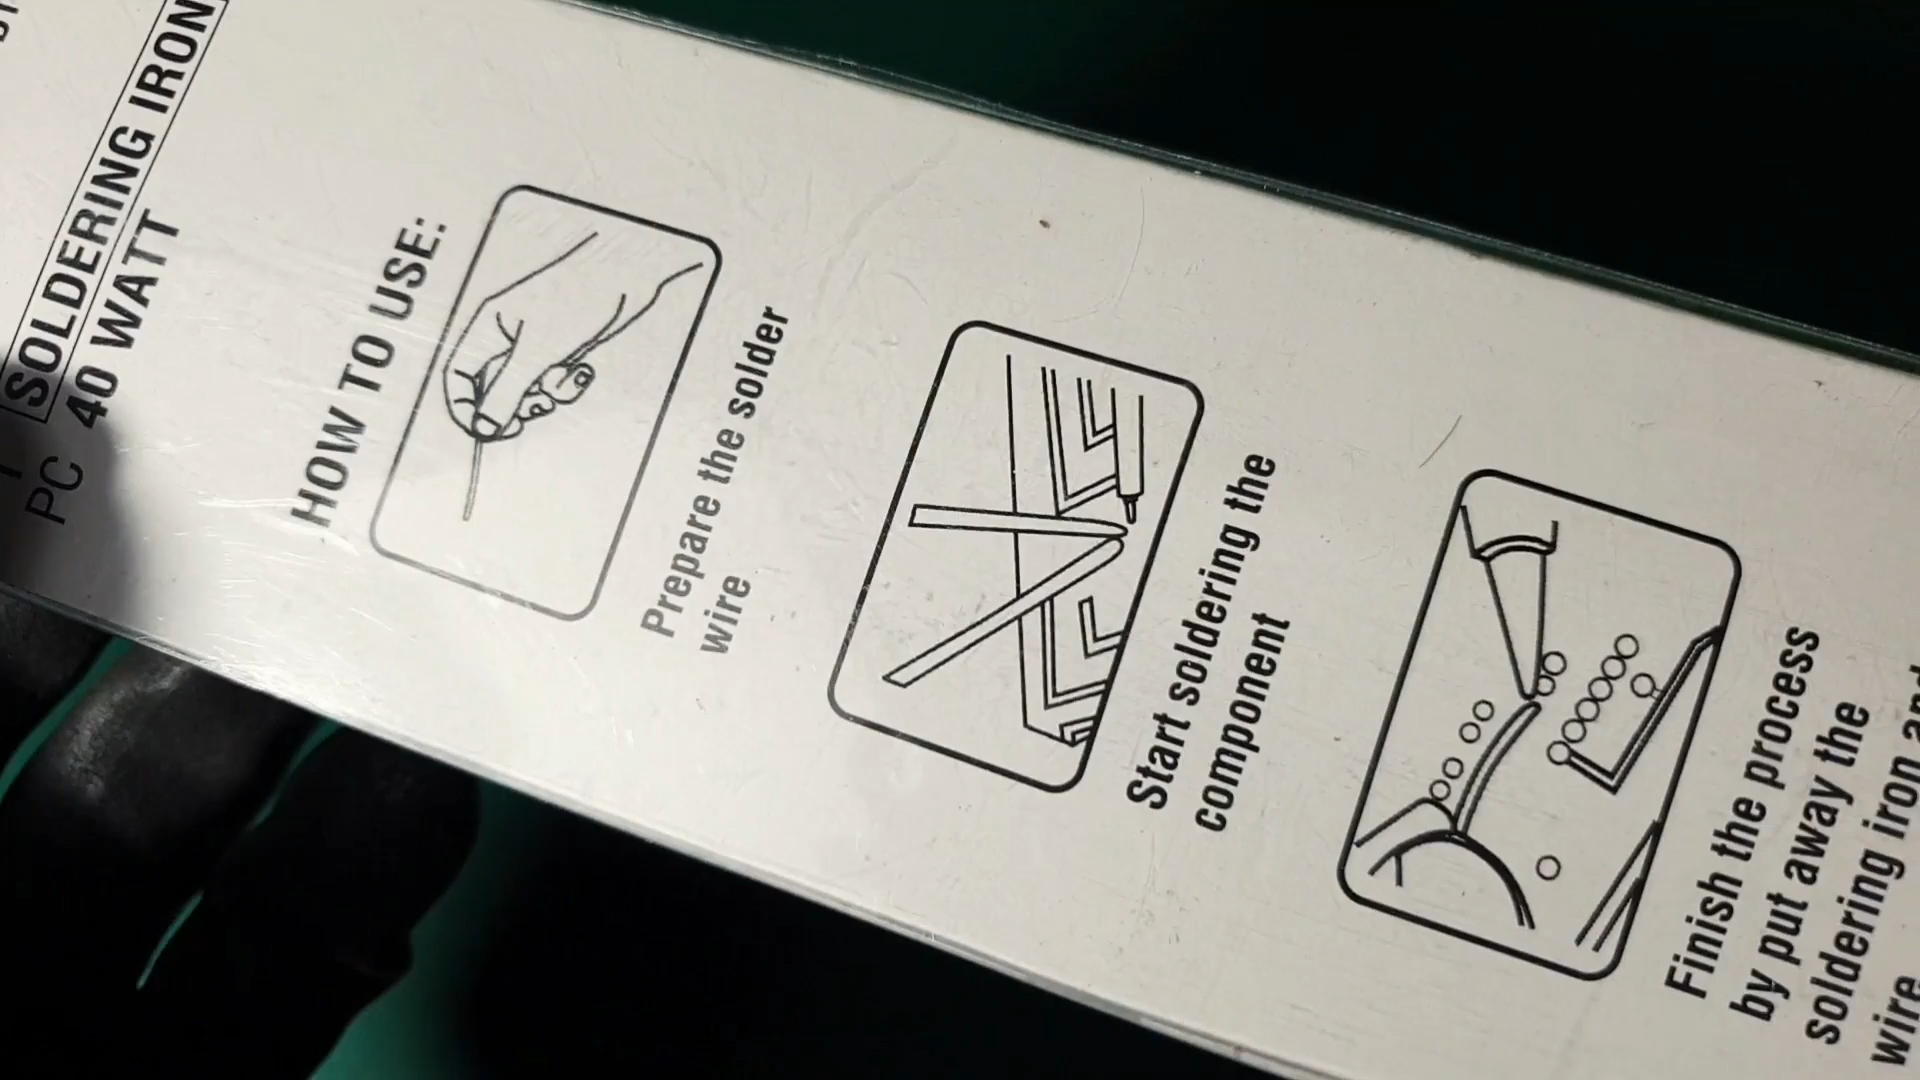 SOLDERING IRON
PC 40 WATT
HOW TO USE:
Prepare the solder
wire
Start soldering the
component
Finish the process
by put away the
soldering iron and
wire